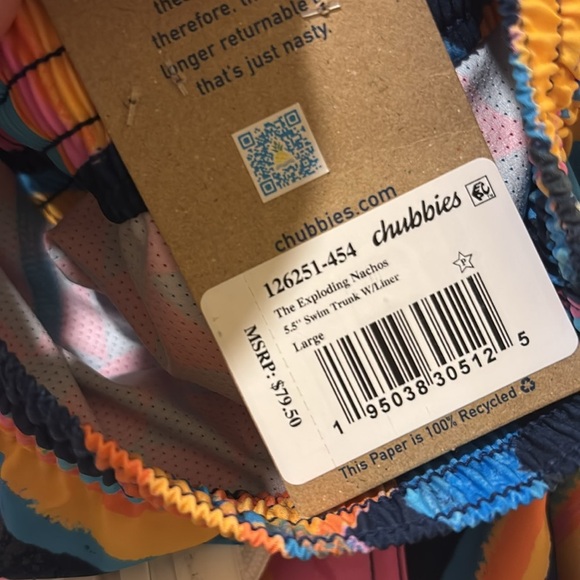 therefore.
longer returnable
that's just nasty.
chubbies.com
chubbies
126251-454
The Exploding Nachos
5.5" Swim Trunk W/Liner
Large
P
MSRP: $79.50
1 95038 30512 5
This Paper is 100% Recycled